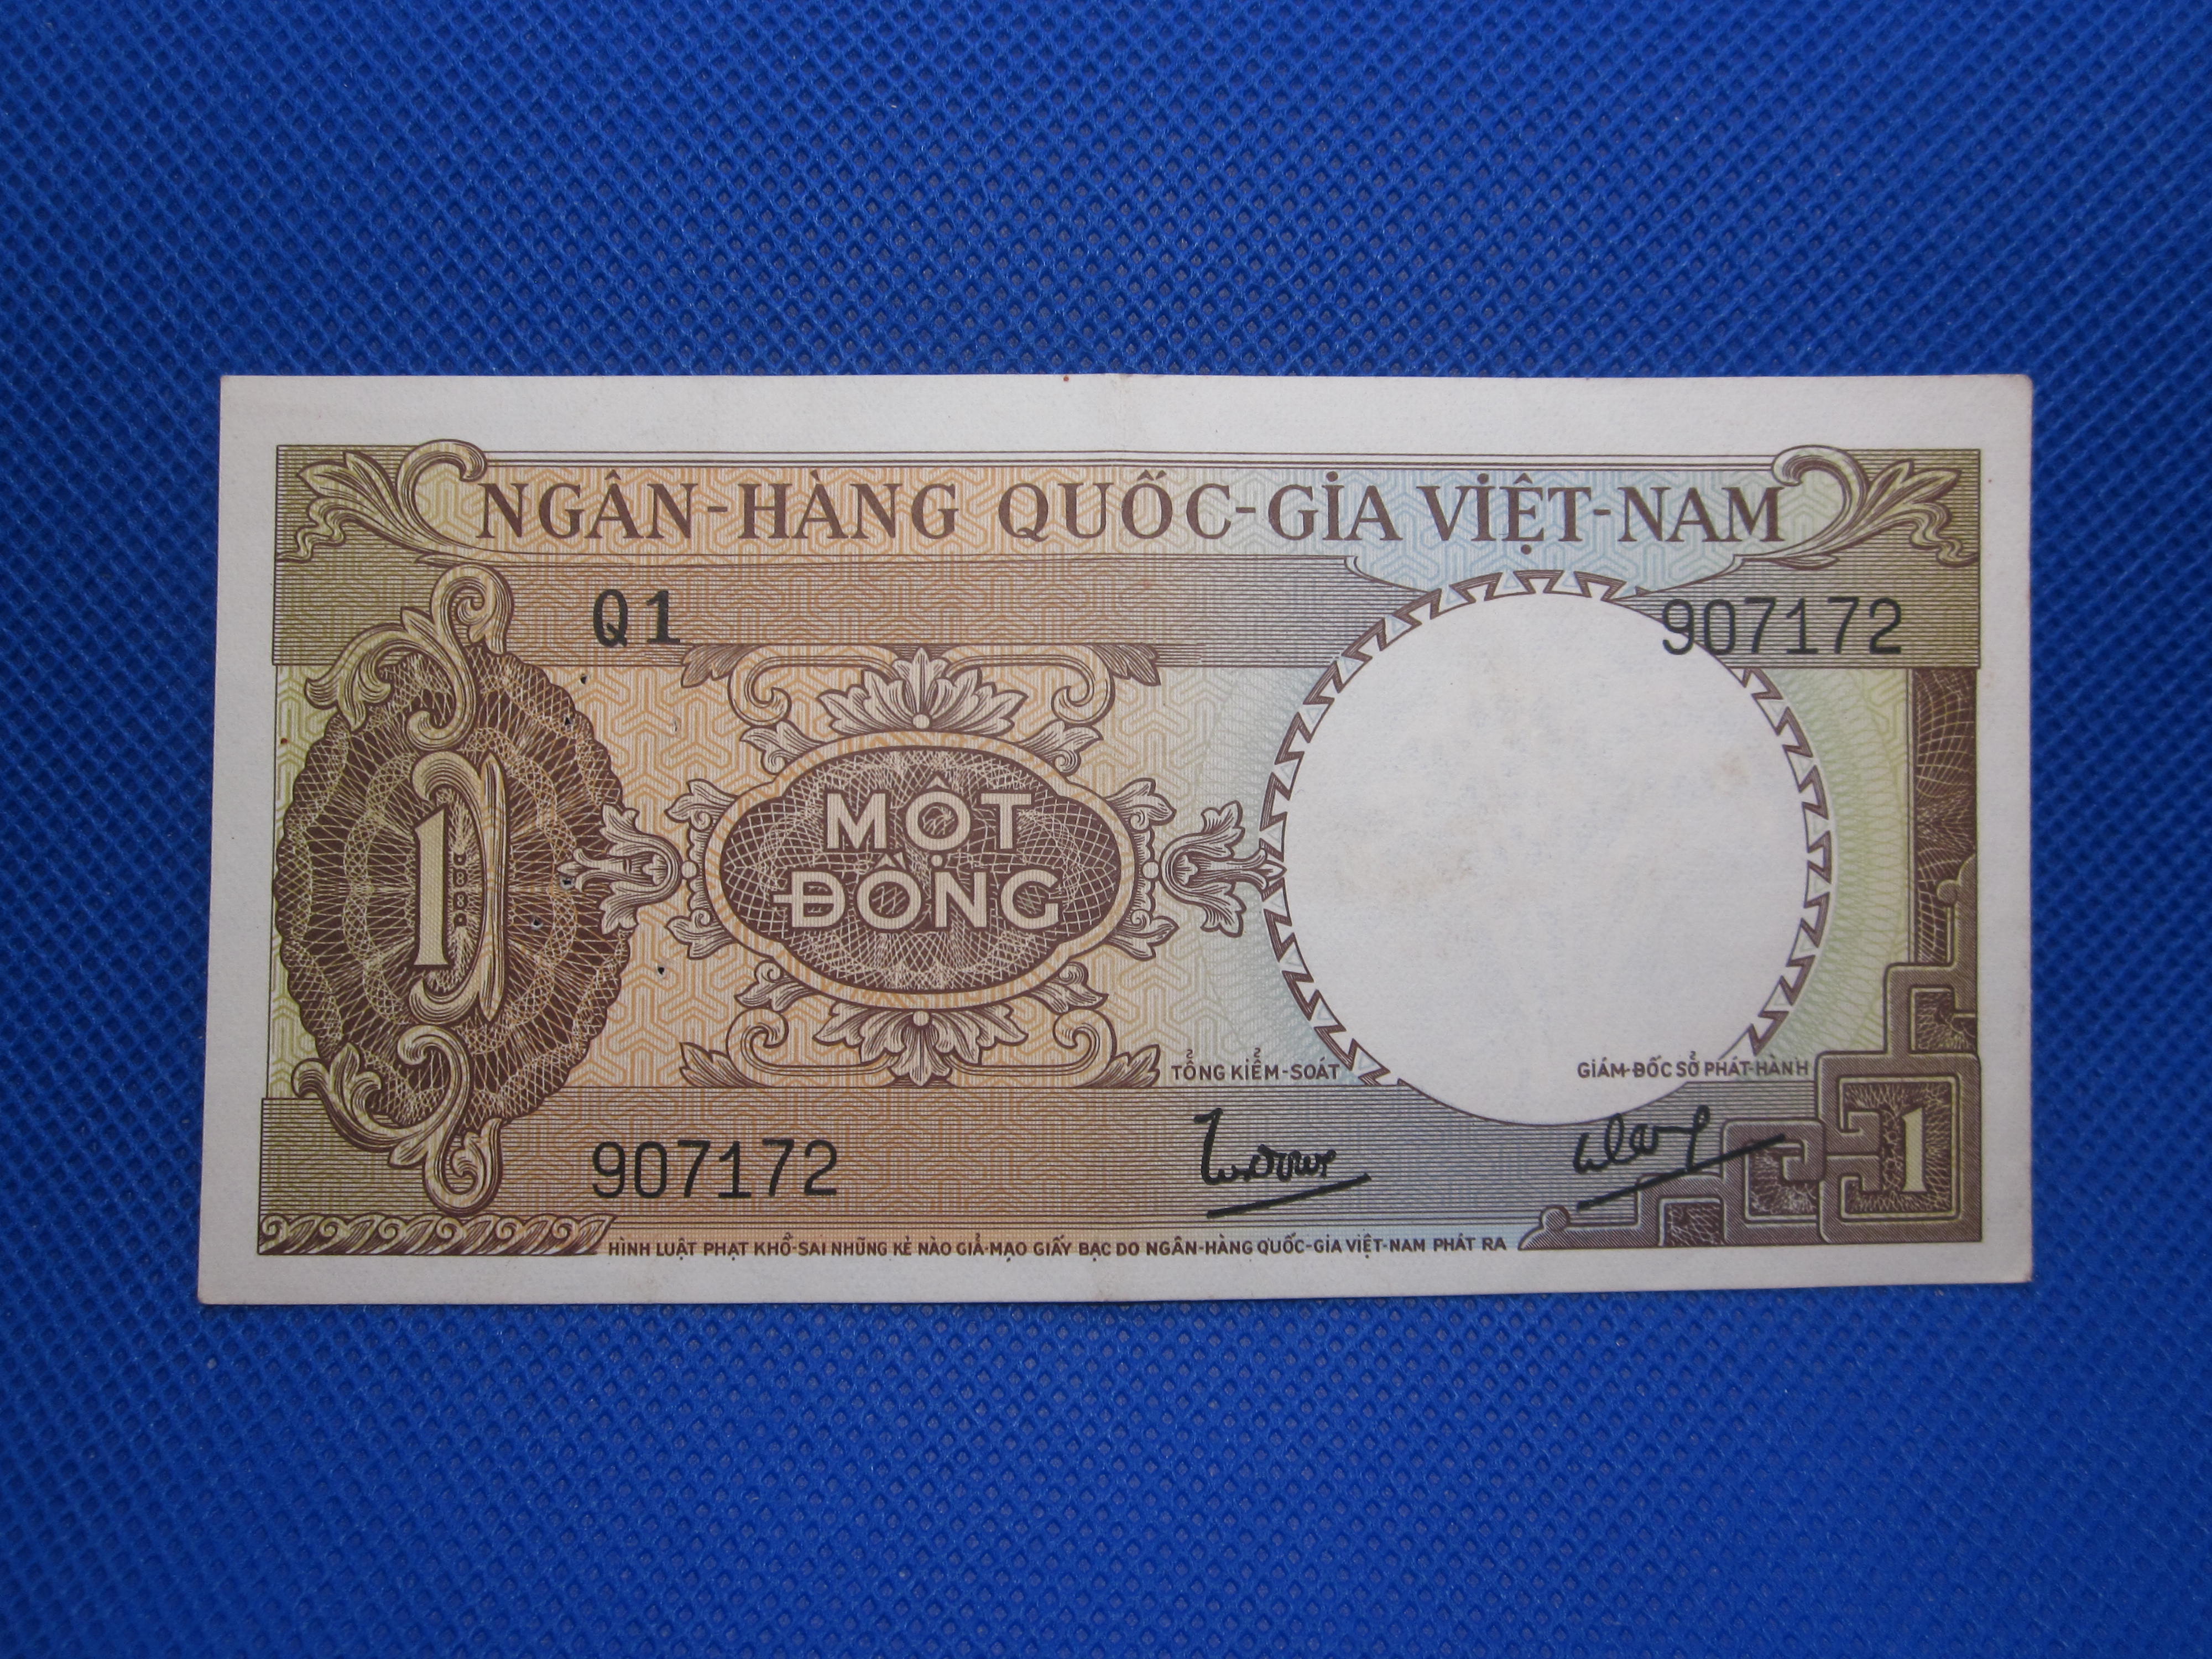 NGÂN-HÀNG QUỐC-GIA VIỆT-NAM
Q1
907172
1
MỘT
ĐỒNG
TỔNG KIỂM-SOÁT
GIÁM-ĐỐC SỞ PHÁT-HÀNH
907172
1
HÌNH LUẬT PHẠT KHỔ-SAI NHỮNG KẺ NÀO GIẢ-MẠO GIẤY BẠC DO NGÂN-HÀNG QUỐC-GIA VIỆT-NAM PHÁT RA